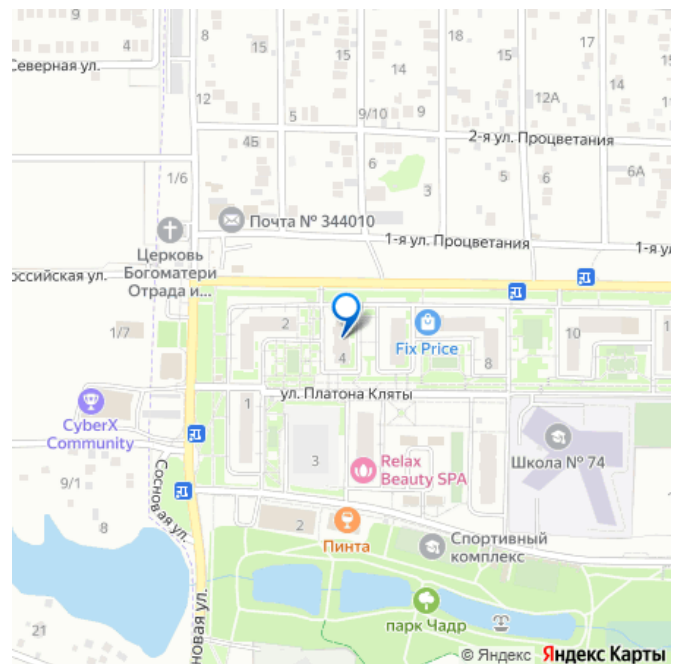 9
4
8
15
18
17
15
15
14
Северная ул.
14
12
5
9/10
9
12А
4Б
2-я ул. Процветания
6
3
5
6
6А
1/6
Почта № 344010
1-я ул. Процветания
1-я ул
Церковь
Богоматери
Отрада и...
оссийская ул.
2
1/7
4
Fix Price
8
10
CyberX
Community
ул. Платона Кляты
1
3
Relax
Beauty SPA
Школа № 74
Сосновая ул.
9/1
8
2
Пинта
Спортивный
комплекс
парк Чадр
21
новая ул.
© Яндекс Яндекс Карты